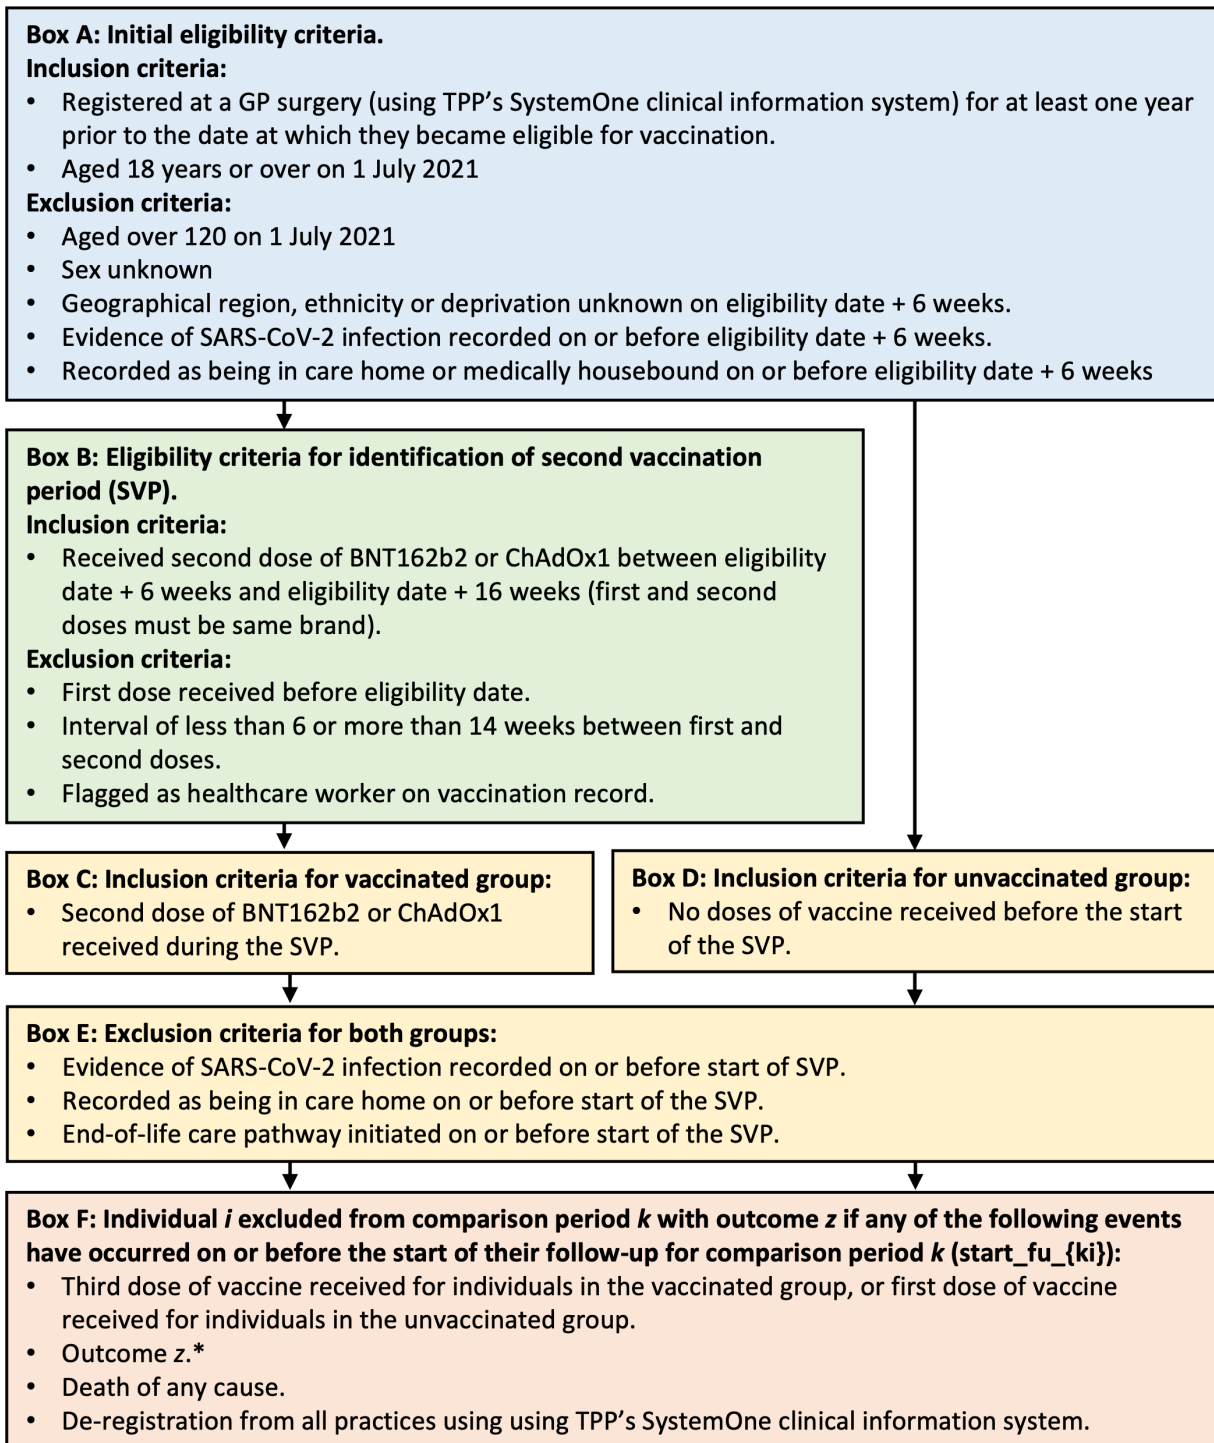 Box A: Initial eligibility criteria.
Inclusion criteria:
• Registered at a GP surgery (using TPP’s SystemOne clinical information system) for at least one year
prior to the date at which they became eligible for vaccination.
• Aged 18 years or over on 1 July 2021
Exclusion criteria:
• Aged over 120 on 1 July 2021
• Sex unknown
• Geographical region, ethnicity or deprivation unknown on eligibility date + 6 weeks.
• Evidence of SARS-CoV-2 infection recorded on or before eligibility date + 6 weeks.
• Recorded as being in care home or medically housebound on or before eligibility date + 6 weeks
Box B: Eligibility criteria for identification of second vaccination
period (SVP).
Inclusion criteria:
• Received second dose of BNT162b2 or ChAdOx1 between eligibility
date + 6 weeks and eligibility date + 16 weeks (first and second
doses must be same brand).
Exclusion criteria:
• First dose received before eligibility date.
• Interval of less than 6 or more than 14 weeks between first and
second doses.
• Flagged as healthcare worker on vaccination record.
Box C: Inclusion criteria for vaccinated group:
• Second dose of BNT162b2 or ChAdOx1
received during the SVP.
Box D: Inclusion criteria for unvaccinated group:
• No doses of vaccine received before the start
of the SVP.
Box E: Exclusion criteria for both groups:
• Evidence of SARS-CoV-2 infection recorded on or before start of SVP.
• Recorded as being in care home on or before start of the SVP.
• End-of-life care pathway initiated on or before start of the SVP.
Box F: Individual i excluded from comparison period k with outcome z if any of the following events
have occurred on or before the start of their follow-up for comparison period k (start_fu_{ki}):
• Third dose of vaccine received for individuals in the vaccinated group, or first dose of vaccine
received for individuals in the unvaccinated group.
• Outcome z.*
• Death of any cause.
• De-registration from all practices using using TPP’s SystemOne clinical information system.